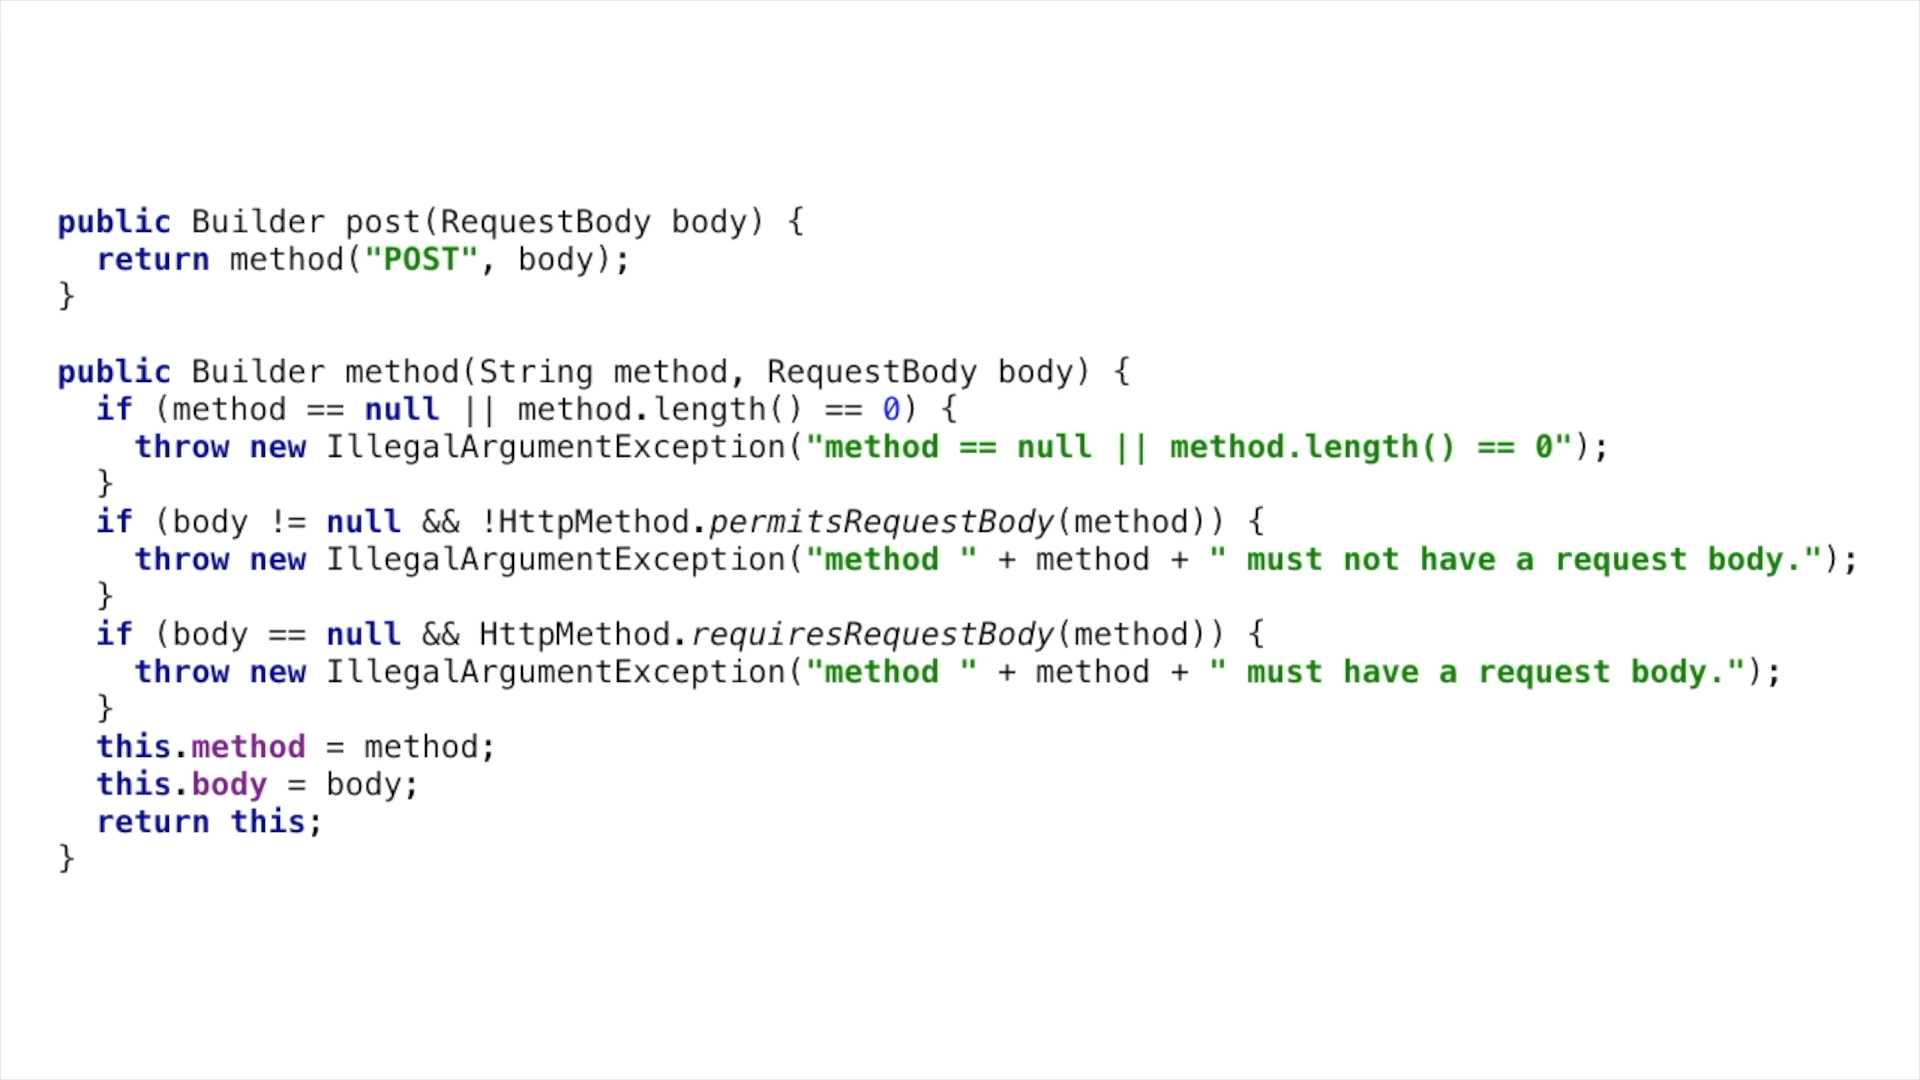 public Builder post(RequestBody body) {
  return method("POST", body);
}

public Builder method(String method, RequestBody body) {
  if (method == null || method.length() == 0) {
    throw new IllegalArgumentException("method == null || method.length() == 0");
  }
  if (body != null && !HttpMethod.permitsRequestBody(method)) {
    throw new IllegalArgumentException("method " + method + " must not have a request body.");
  }
  if (body == null && HttpMethod.requiresRequestBody(method)) {
    throw new IllegalArgumentException("method " + method + " must have a request body.");
  }
  this.method = method;
  this.body = body;
  return this;
}